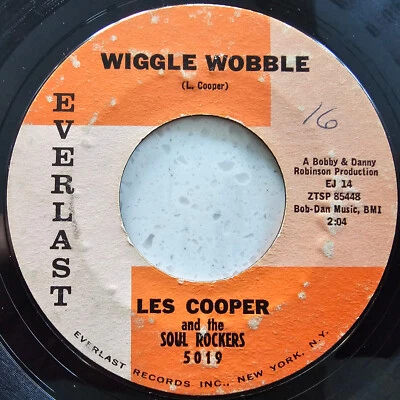 WIGGLE WOBBLE
(L. Cooper)
EVERLAST
16
A Bobby & Danny
Robinson Production
EJ 14
ZTSP 85448
Bob-Dan Music, BMI
2:04
LES COOPER
and the
SOUL ROCKERS
5019
EVERLAST RECORDS INC., NEW YORK, N.Y.